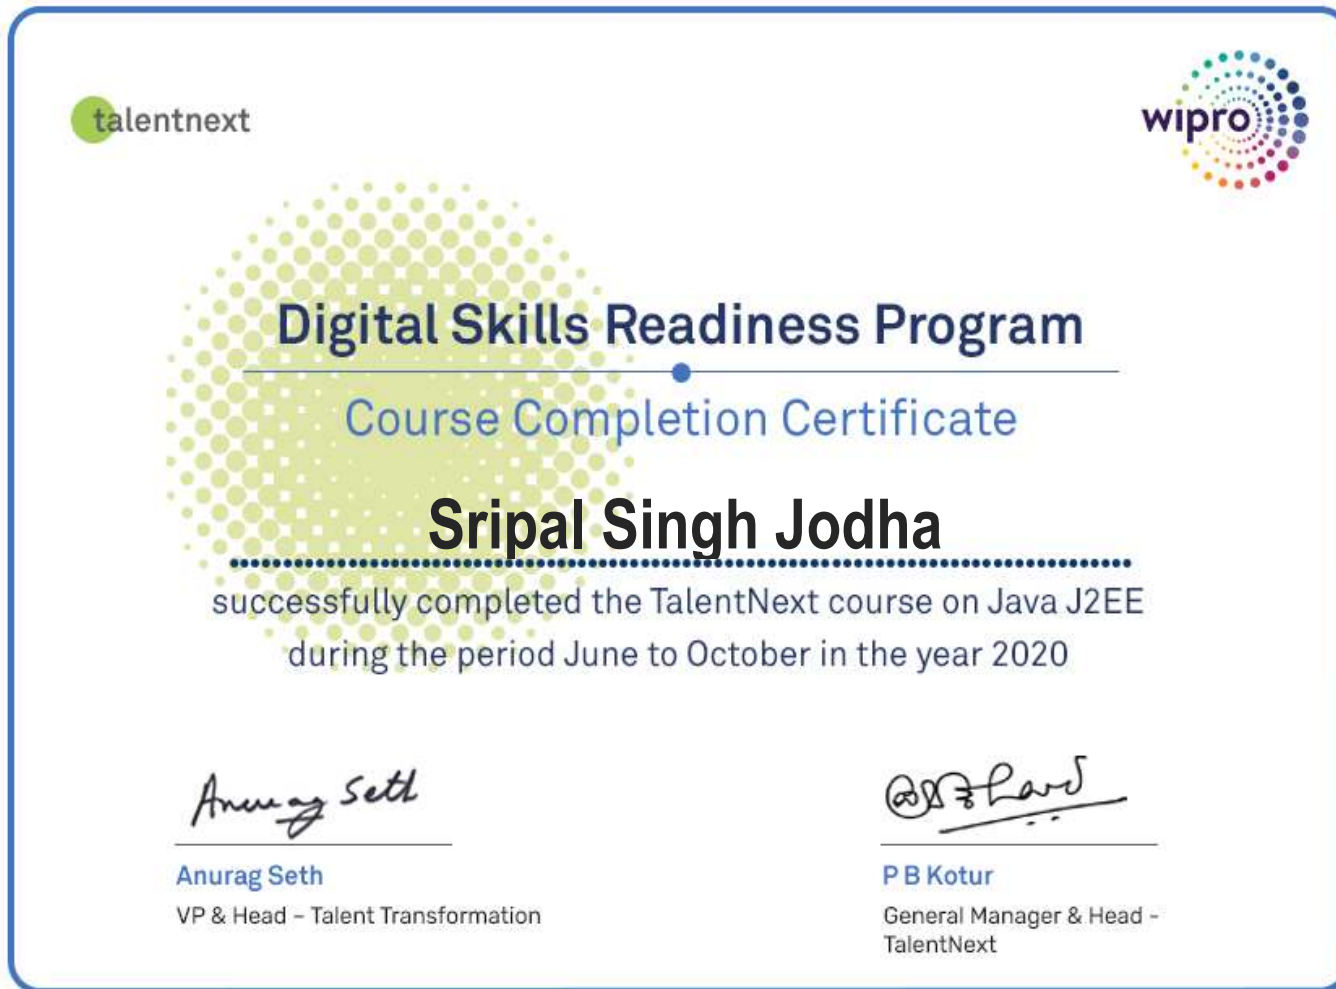 talentnext
wipro
Digital Skills Readiness Program
Course Completion Certificate
Sripal Singh Jodha
successfully completed the TalentNext course on Java J2EE
during the period June to October in the year 2020
Anurag Seth
Anurag Seth
VP & Head – Talent Transformation
P B Kotur
General Manager & Head -
TalentNext